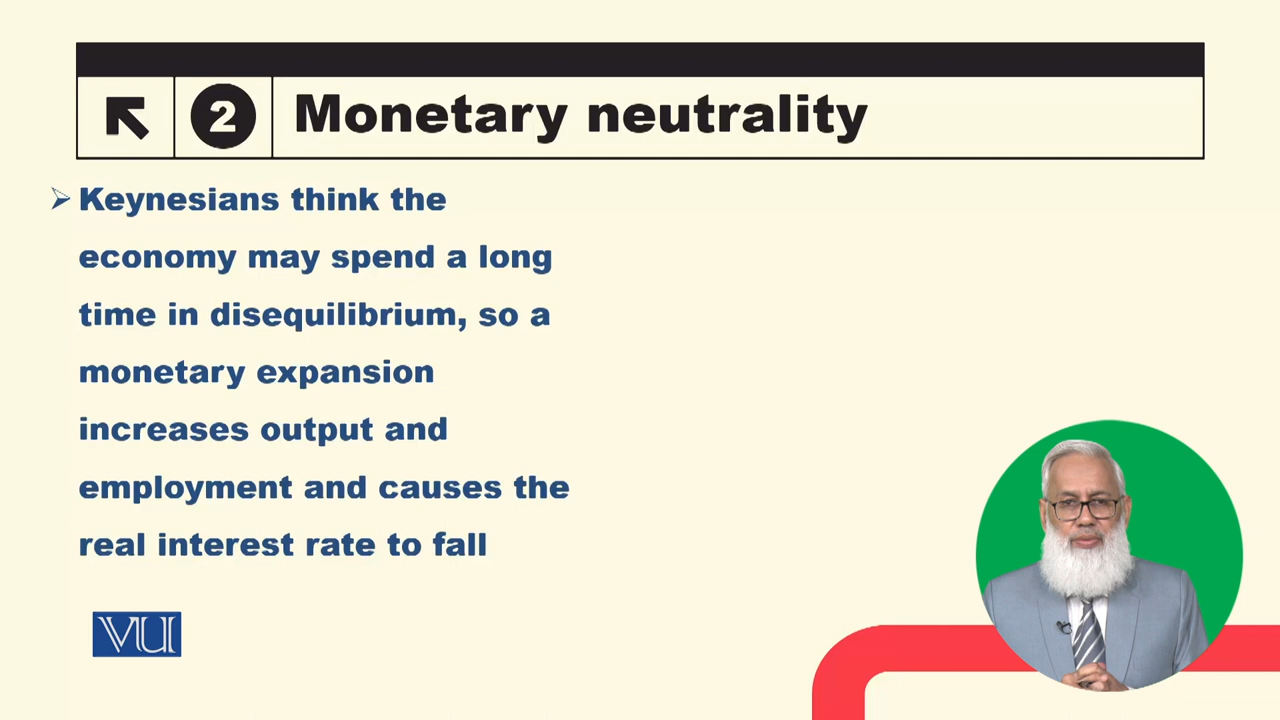 2 Monetary neutrality
Keynesians think the
economy may spend a long
time in disequilibrium, so a
monetary expansion
increases output and
employment and causes the
real interest rate to fall
VU